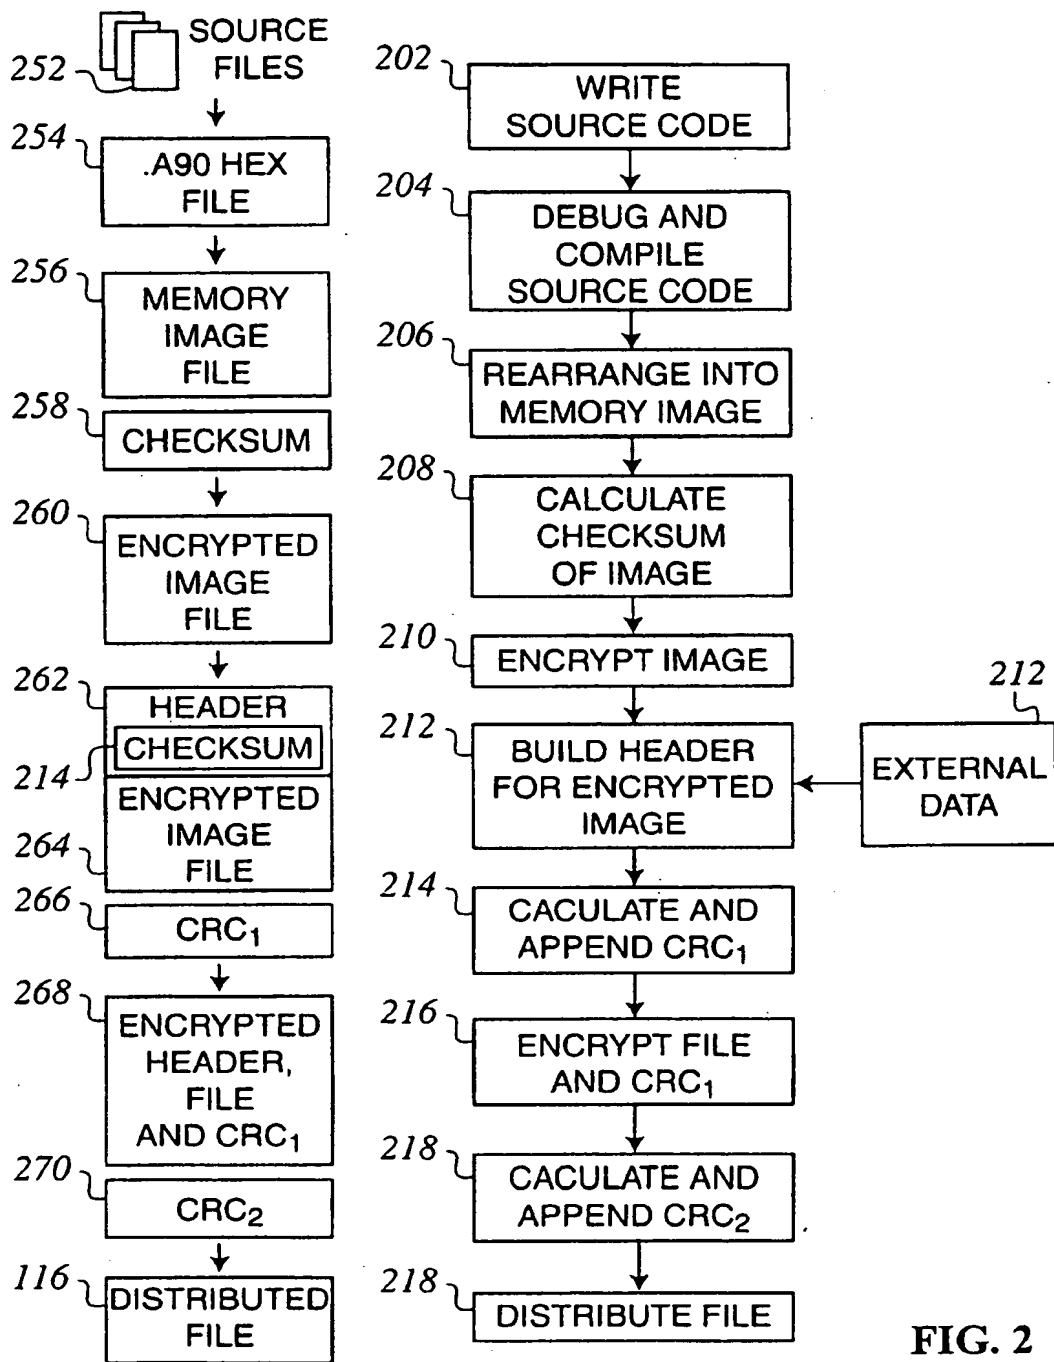 SOURCE
FILES
252
254
.A90 HEX
FILE
256
MEMORY
IMAGE
FILE
258
CHECKSUM
260
ENCRYPTED
IMAGE
FILE
262
HEADER
CHECKSUM
214
ENCRYPTED
IMAGE
FILE
264
266
CRC1
268
ENCRYPTED
HEADER,
FILE
AND CRC1
270
CRC2
116
DISTRIBUTED
FILE
202
WRITE
SOURCE CODE
204
DEBUG AND
COMPILE
SOURCE CODE
206
REARRANGE INTO
MEMORY IMAGE
208
CALCULATE
CHECKSUM
OF IMAGE
210
ENCRYPT IMAGE
212
BUILD HEADER
FOR ENCRYPTED
IMAGE
212
EXTERNAL
DATA
214
CACULATE AND
APPEND CRC1
216
ENCRYPT FILE
AND CRC1
218
CACULATE AND
APPEND CRC2
218
DISTRIBUTE FILE
FIG. 2